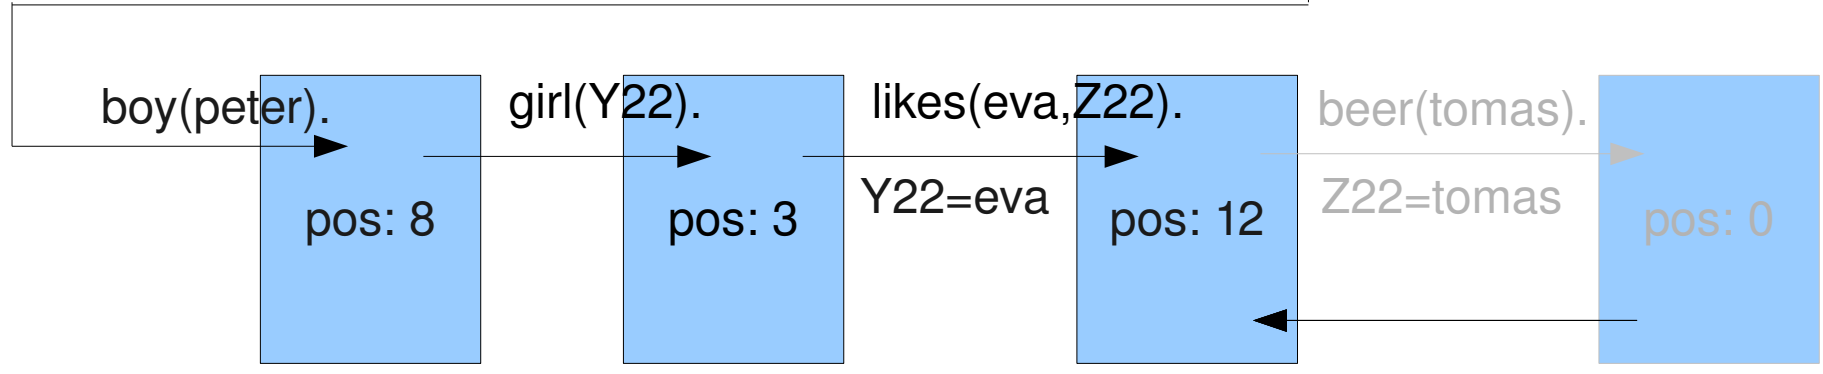 boy(peter).
girl(Y22).
likes(eva,Z22).
beer(tomas).
Y22=eva
Z22=tomas
pos: 8
pos: 3
pos: 12
pos: 0